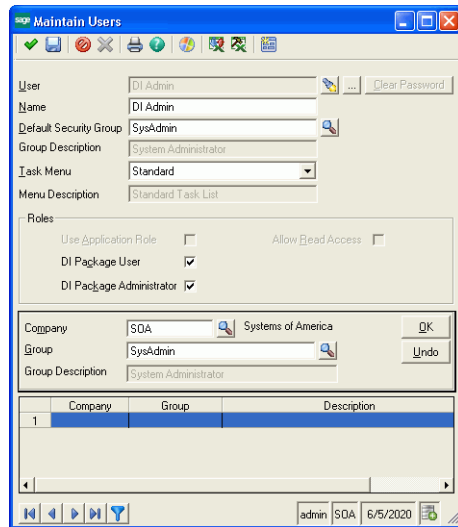 sage Maintain Users
User DI Admin ... Clear Password
Name DI Admin
Default Security Group SysAdmin
Group Description System Administrator
Task Menu Standard
Menu Description Standard Task List
Roles
Use Application Role Allow Read Access
DI Package User
DI Package Administrator
Company SOA Systems of America OK
Group SysAdmin Undo
Group Description System Administrator
Company Group Description
1
admin SOA 6/5/2020